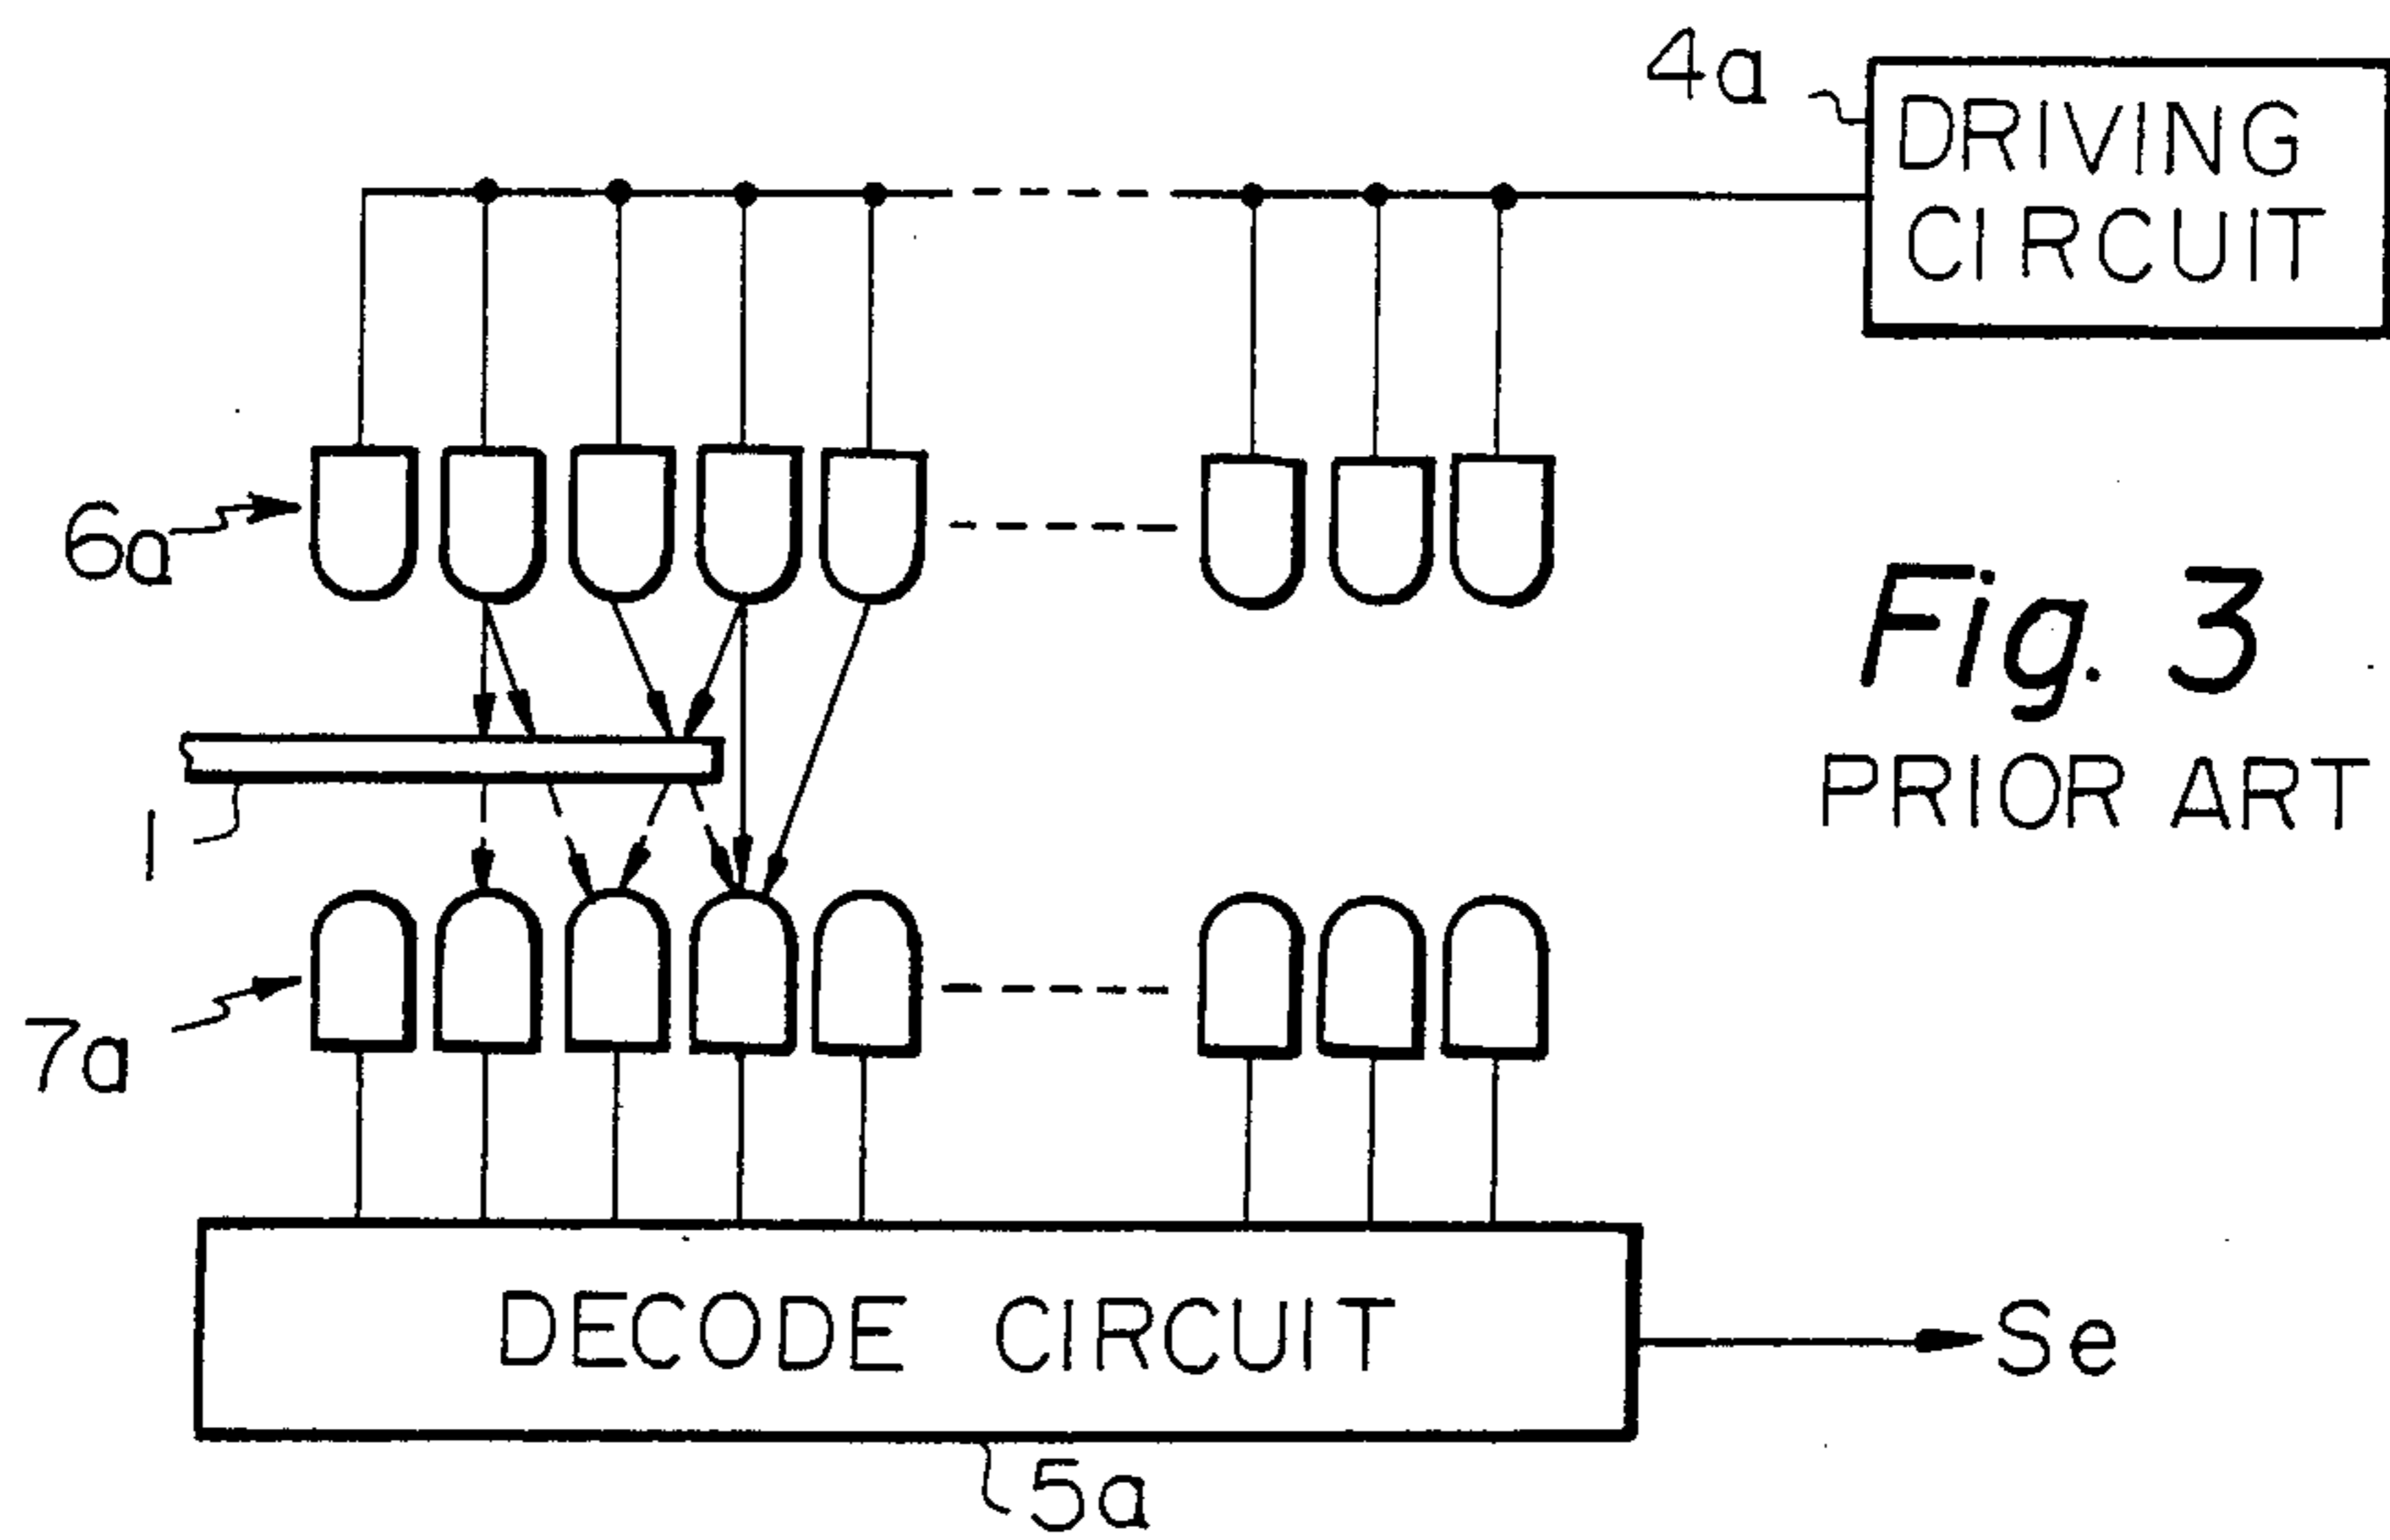 4a
DRIVING
CIRCUIT
6a
Fig. 3
PRIOR ART
1
7a
DECODE CIRCUIT
Se
5a